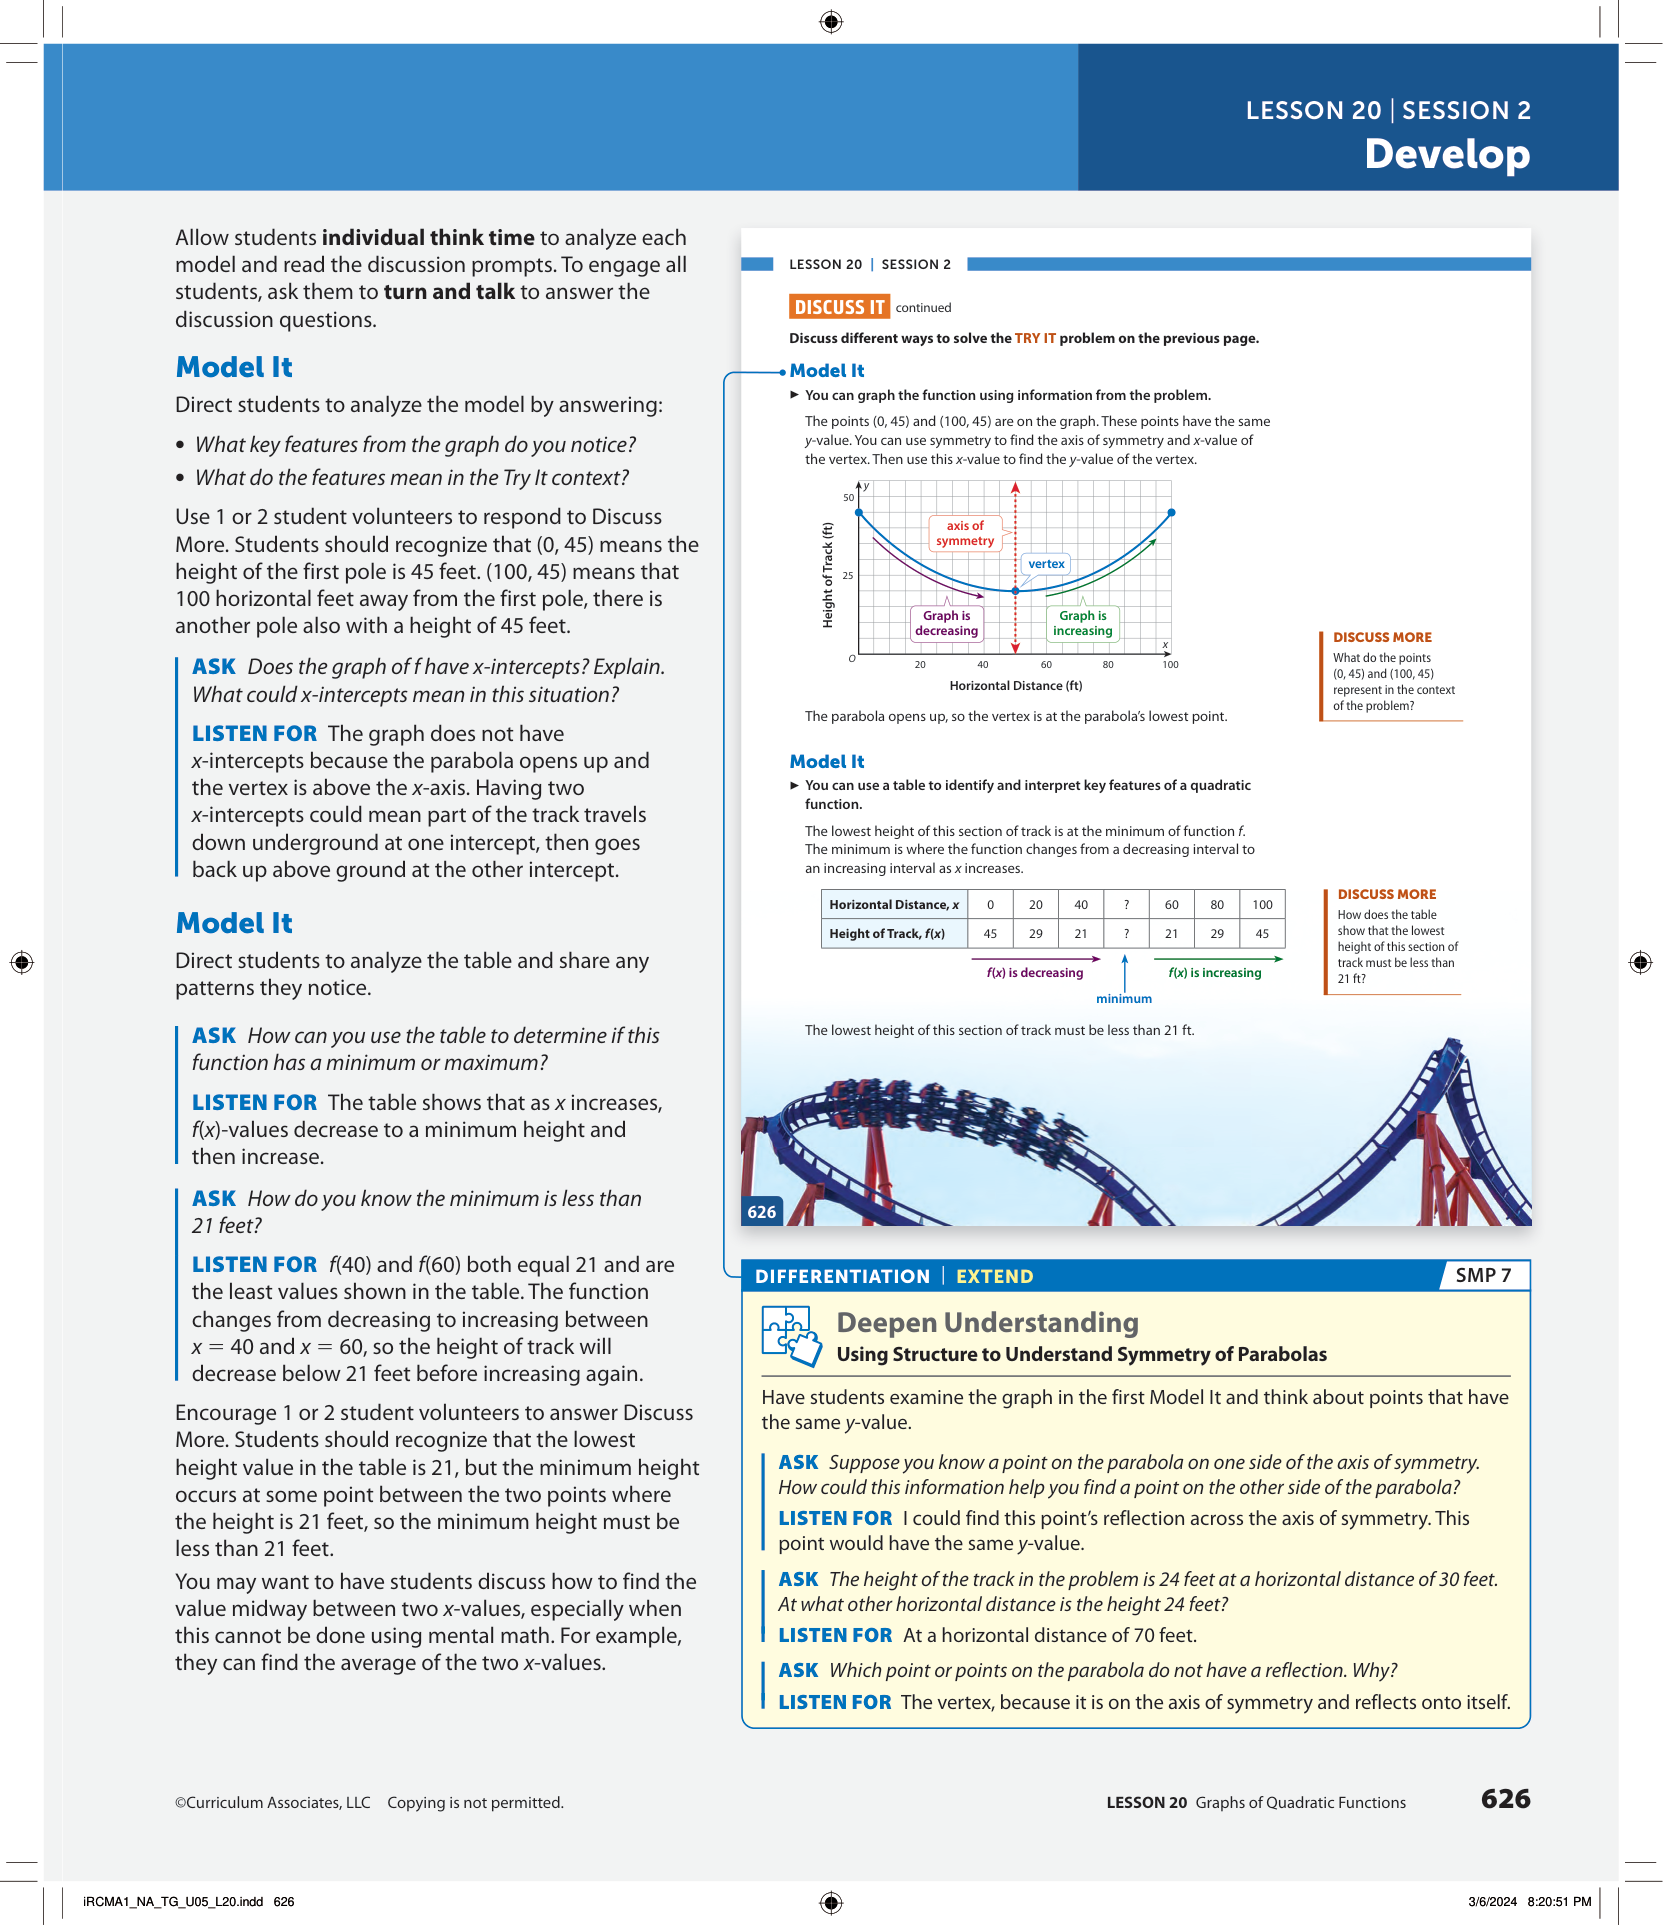 LESSON 20 | SESSION 2
Develop
Allow students individual think time to analyze each
model and read the discussion prompts. To engage all
students, ask them to turn and talk to answer the
discussion questions.
Model It
Direct students to analyze the model by answering:
• What key features from the graph do you notice?
• What do the features mean in the Try It context?
Use 1 or 2 student volunteers to respond to Discuss
More. Students should recognize that (0, 45) means the
height of the first pole is 45 feet. (100, 45) means that
100 horizontal feet away from the first pole, there is
another pole also with a height of 45 feet.
ASK Does the graph of f have x-intercepts? Explain.
What could x-intercepts mean in this situation?
LISTEN FOR The graph does not have
x-intercepts because the parabola opens up and
the vertex is above the x-axis. Having two
x-intercepts could mean part of the track travels
down underground at one intercept, then goes
back up above ground at the other intercept.
Model It
Direct students to analyze the table and share any
patterns they notice.
ASK How can you use the table to determine if this
function has a minimum or maximum?
LISTEN FOR The table shows that as x increases,
f(x)-values decrease to a minimum height and
then increase.
ASK How do you know the minimum is less than
21 feet?
LISTEN FOR f(40) and f(60) both equal 21 and are
the least values shown in the table. The function
changes from decreasing to increasing between
x = 40 and x = 60, so the height of track will
decrease below 21 feet before increasing again.
Encourage 1 or 2 student volunteers to answer Discuss
More. Students should recognize that the lowest
height value in the table is 21, but the minimum height
occurs at some point between the two points where
the height is 21 feet, so the minimum height must be
less than 21 feet.
You may want to have students discuss how to find the
value midway between two x-values, especially when
this cannot be done using mental math. For example,
they can find the average of the two x-values.
LESSON 20 | SESSION 2
DISCUSS IT continued
Discuss different ways to solve the TRY IT problem on the previous page.
Model It
► You can graph the function using information from the problem.
The points (0, 45) and (100, 45) are on the graph. These points have the same
y-value. You can use symmetry to find the axis of symmetry and x-value of
the vertex. Then use this x-value to find the y-value of the vertex.
y
50
25
O
Height of Track (ft)
axis of
symmetry
vertex
Graph is
decreasing
Graph is
increasing
x
20 40 60 80 100
Horizontal Distance (ft)
The parabola opens up, so the vertex is at the parabola's lowest point.
DISCUSS MORE
What do the points
(0, 45) and (100, 45)
represent in the context
of the problem?
Model It
► You can use a table to identify and interpret key features of a quadratic
function.
The lowest height of this section of track is at the minimum of function f.
The minimum is where the function changes from a decreasing interval to
an increasing interval as x increases.
Horizontal Distance, x 0 20 40 ? 60 80 100
Height of Track, f(x) 45 29 21 ? 21 29 45
f(x) is decreasing
f(x) is increasing
minimum
The lowest height of this section of track must be less than 21 ft.
DISCUSS MORE
How does the table
show that the lowest
height of this section of
track must be less than
21 ft?
626
DIFFERENTIATION | EXTEND
SMP 7
Deepen Understanding
Using Structure to Understand Symmetry of Parabolas
Have students examine the graph in the first Model It and think about points that have
the same y-value.
ASK Suppose you know a point on the parabola on one side of the axis of symmetry.
How could this information help you find a point on the other side of the parabola?
LISTEN FOR I could find this point's reflection across the axis of symmetry. This
point would have the same y-value.
ASK The height of the track in the problem is 24 feet at a horizontal distance of 30 feet.
At what other horizontal distance is the height 24 feet?
LISTEN FOR At a horizontal distance of 70 feet.
ASK Which point or points on the parabola do not have a reflection. Why?
LISTEN FOR The vertex, because it is on the axis of symmetry and reflects onto itself.
©Curriculum Associates, LLC Copying is not permitted.
LESSON 20 Graphs of Quadratic Functions 626
iRCMA1_NA_TG_U05_L20.indd 626
3/6/2024 8:20:51 PM